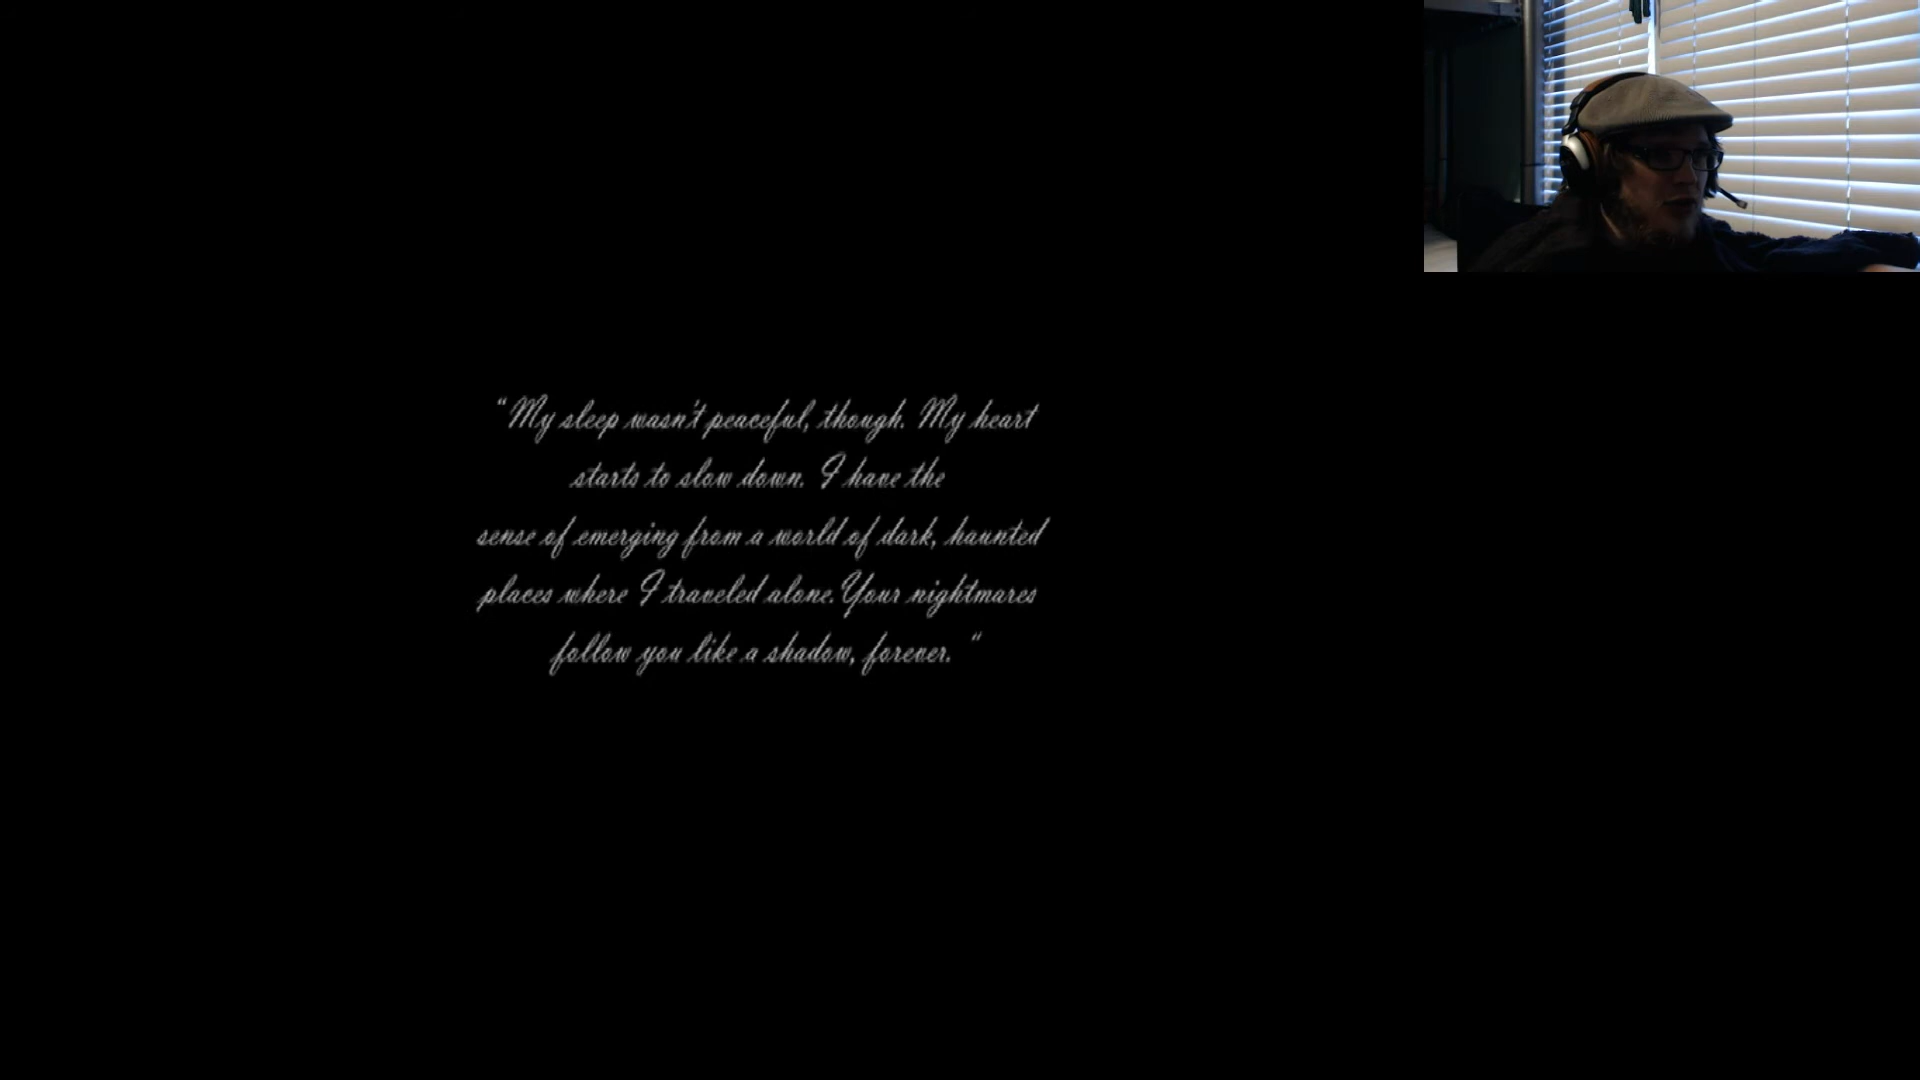 “My sleep wasn't peaceful, though. My heart
starts to slow down. I have the
sense of emerging from a world of dark, haunted
places where I traveled alone.Your nightmares
follow you like a shadow, forever. “